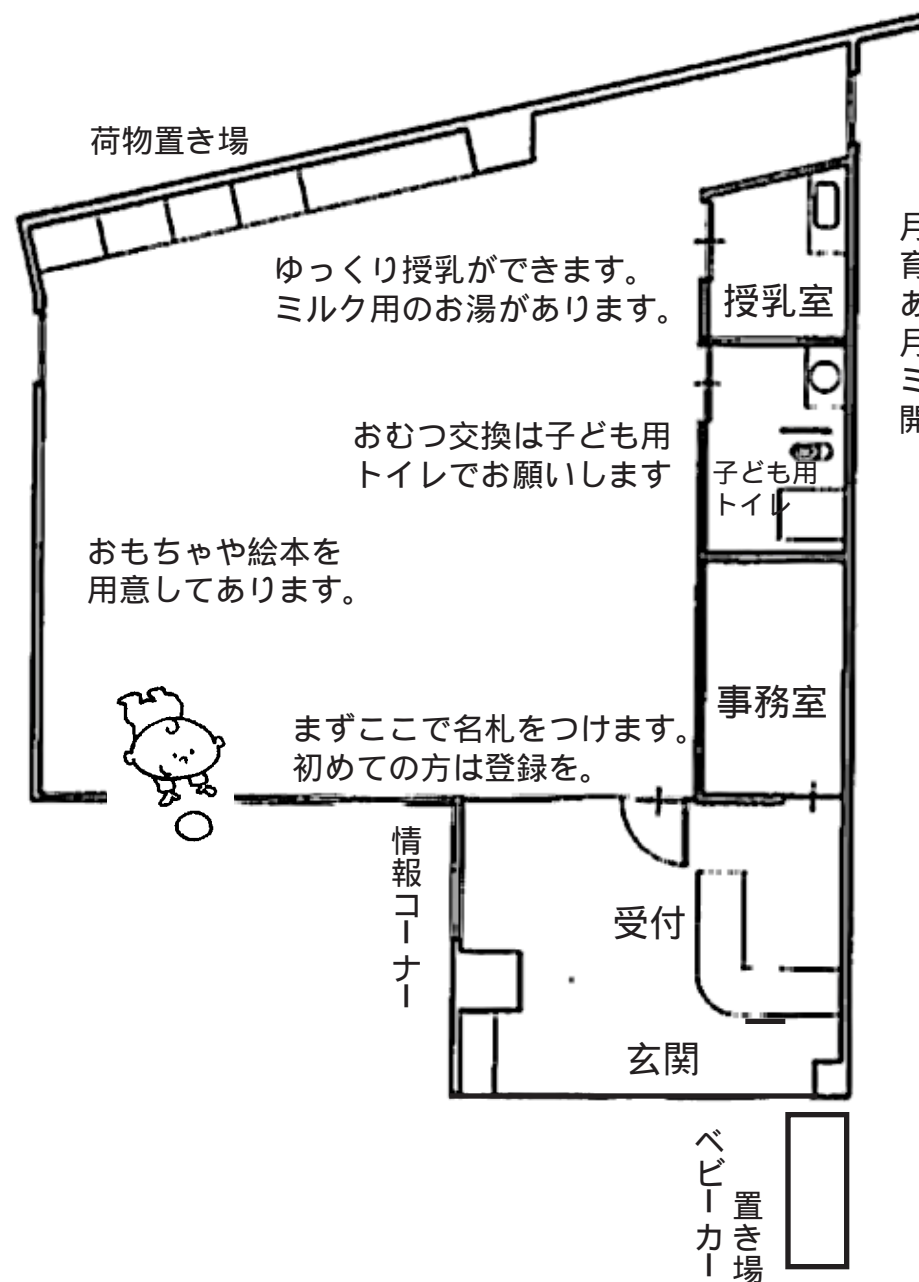 荷物置き場
ゆっくり授乳ができます。
ミルク用のお湯があります。
授乳室
おむつ交換は子ども用
トイレでお願いします
子ども用
トイレ
おもちゃや絵本を
用意してあります。
事務室
まずここで名札をつけます。
初めての方は登録を。
情報コーナー
受付
玄関
ベビーカー
置き場
月
育
あ
月
ミ
開